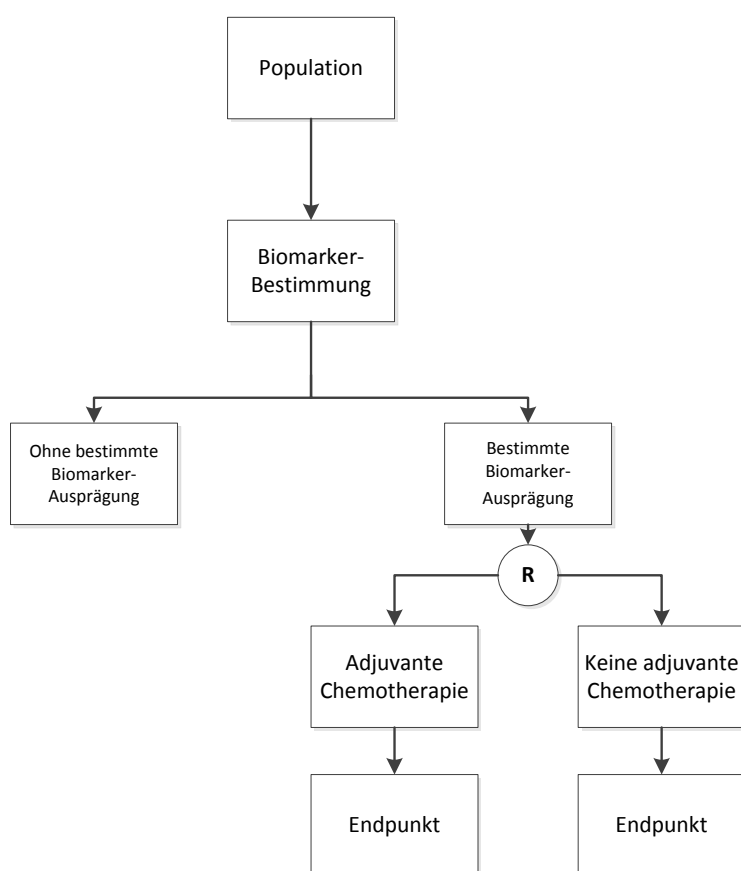 Population
Biomarker-
Bestimmung
Ohne bestimmte
Biomarker-
Ausprägung
Bestimmte
Biomarker-
Ausprägung
R
Adjuvante
Chemotherapie
Keine adjuvante
Chemotherapie
Endpunkt
Endpunkt